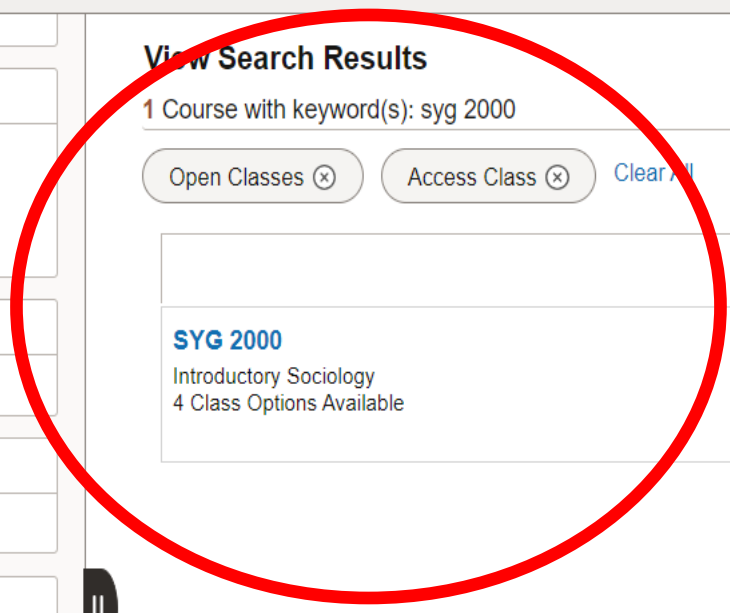 View Search Results
1 Course with keyword(s): syg 2000
Open Classes Access Class Clear All
SYG 2000
Introductory Sociology
4 Class Options Available